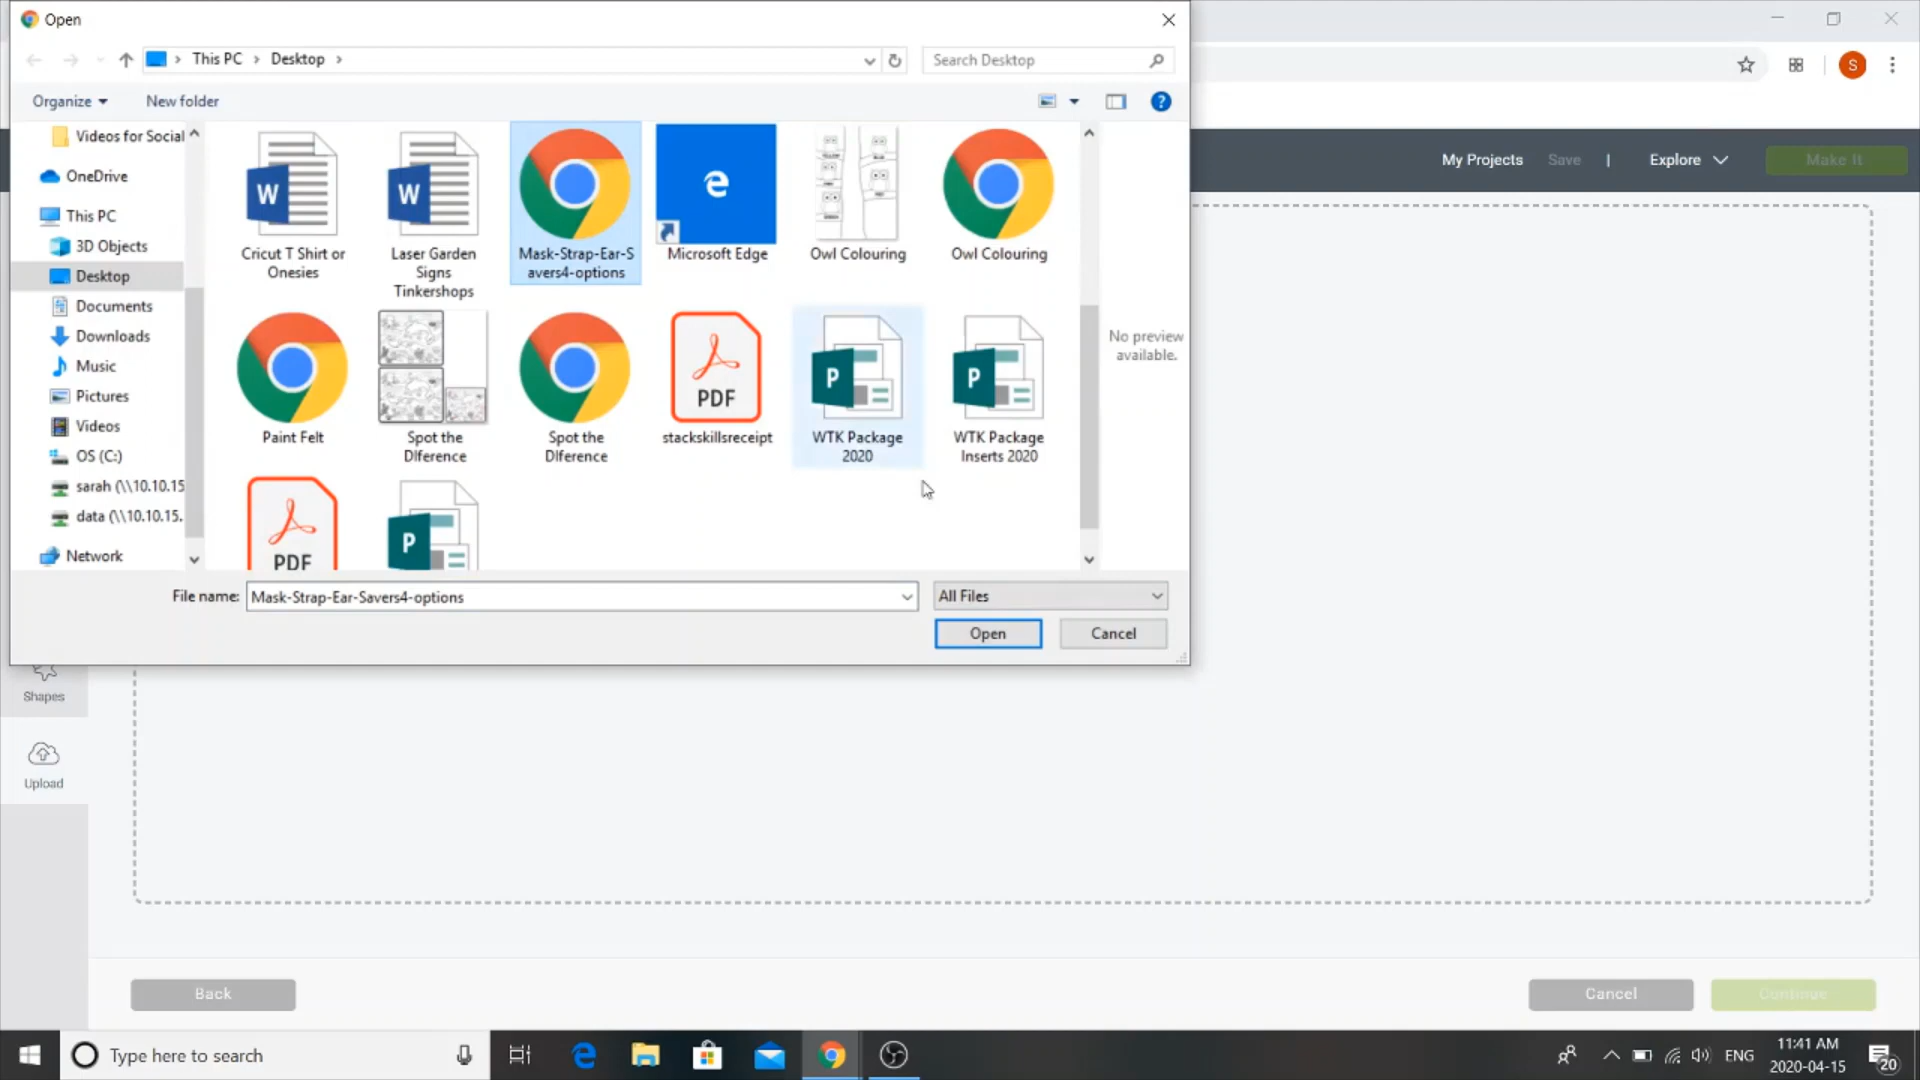 Open
This PC > Desktop >
Search Desktop
Organize
New folder
Videos for Social
OneDrive
This PC
3D Objects
Desktop
Documents
Downloads
Music
Pictures
Videos
OS (C:)
sarah (\\10.10.15
data (\\10.10.15.
Network
Cricut T Shirt or
Onesies
Laser Garden
Signs
Tinkershops
Mask-Strap-Ear-S
avers4-options
Microsoft Edge
Owl Colouring
Owl Colouring
Paint Felt
Spot the
DIference
Spot the
DIference
PDF
stackskillsreceipt
WTK Package
2020
WTK Package
Inserts 2020
PDF
No preview
available.
File name: Mask-Strap-Ear-Savers4-options
All Files
Open
Cancel
My Projects
Save
|
Explore
Make It
S
Shapes
Upload
Back
Cancel
Continue
Type here to search
ENG
11:41 AM
2020-04-15
20